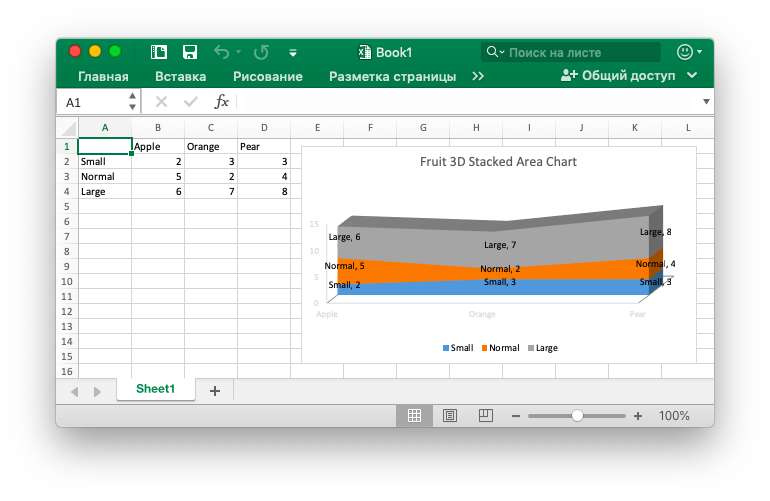 Book1
Поиск на листе
Главная Вставка Рисование Разметка страницы >> Общий доступ
A1 fx
A B C D E F G H I J K L
1 Apple Orange Pear
2 Small 2 3 3
3 Normal 5 2 4
4 Large 6 7 8
5
6
7
8
9
10
11
12
13
14
15
16
Fruit 3D Stacked Area Chart
15
10
5
0
Large, 6
Large, 7
Large, 8
Normal, 5
Normal, 2
Normal, 4
Small, 2
Small, 3
Small, 3
Apple Orange Pear
Small Normal Large
Sheet1 +
100%